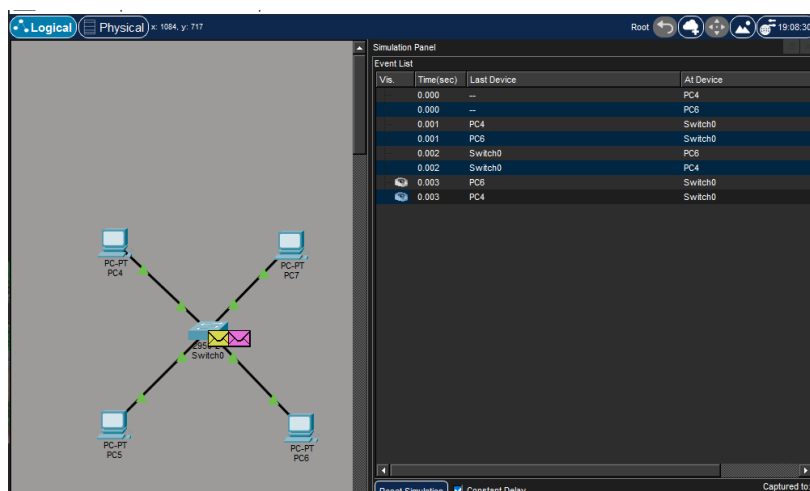 Logical Physical x: 1084, y: 717 Root 19:08:30
Simulation Panel
Event List
Vis. Time(sec) Last Device At Device
0.000 -- PC4
0.000 -- PC6
0.001 PC4 Switch0
0.001 PC6 Switch0
0.002 Switch0 PC6
0.002 Switch0 PC4
0.003 PC6 Switch0
0.003 PC4 Switch0
PC-PT
PC4
PC-PT
PC7
Switch0
PC-PT
PC5
PC-PT
PC6
Reset Simulation Constant Delay Captured to: